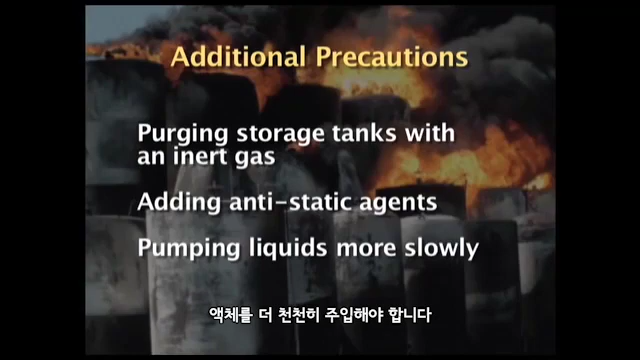 Additional Precautions
Purging storage tanks with
an inert gas
Adding anti-static agents
Pumping liquids more slowly
액체를 더 천천히 주입해야 합니다